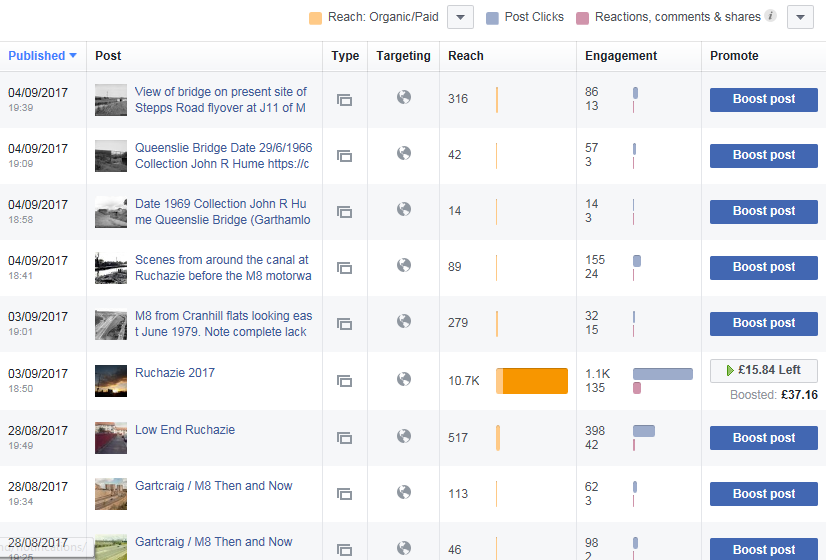 Reach: Organic/Paid Post Clicks Reactions, comments & shares i
Published Post Type Targeting Reach Engagement Promote
04/09/2017
19:39
View of bridge on present site of
Stepps Road flyover at J11 of M
316
86
13
Boost post
04/09/2017
19:09
Queenslie Bridge Date 29/6/1966
Collection John R Hume https://c
42
57
3
Boost post
04/09/2017
18:58
Date 1969 Collection John R Hu
me Queenslie Bridge (Garthamlo
14
14
3
Boost post
04/09/2017
18:41
Scenes from around the canal at
Ruchazie before the M8 motorwa
89
155
24
Boost post
03/09/2017
19:01
M8 from Cranhill flats looking eas
t June 1979. Note complete lack
279
32
15
Boost post
03/09/2017
18:50
Ruchazie 2017
10.7K
1.1K
135
£15.84 Left
Boosted: £37.16
28/08/2017
19:49
Low End Ruchazie
517
398
42
Boost post
28/08/2017
19:34
Gartcraig / M8 Then and Now
113
62
3
Boost post
28/08/2017
19:25
Gartcraig / M8 Then and Now
46
98
2
Boost post